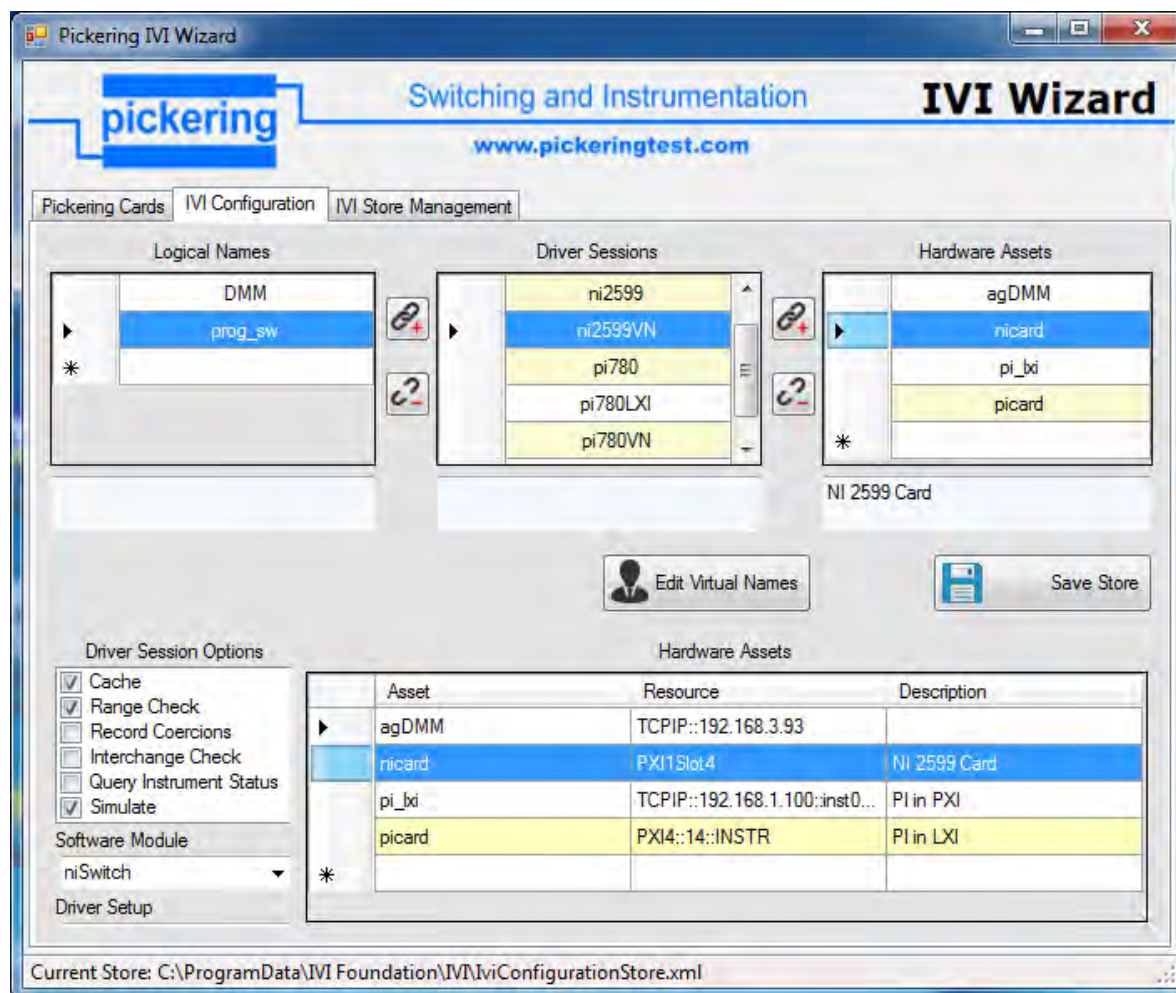 Pickering IVI Wizard
pickering
Switching and Instrumentation
IVI Wizard
www.pickeringtest.com
Pickering Cards IVI Configuration IVI Store Management
Logical Names
DMM
prog_sw
Driver Sessions
ni2599
ni2599VN
pi780
pi780LXI
pi780VN
Hardware Assets
agDMM
nicard
pi_lxi
picard
NI 2599 Card
Edit Virtual Names
Save Store
Driver Session Options
Cache
Range Check
Record Coercions
Interchange Check
Query Instrument Status
Simulate
Software Module
niSwitch
Driver Setup
Hardware Assets
Asset Resource Description
agDMM TCPIP::192.168.3.93
nicard PXI1Slot4 NI 2599 Card
pi_lxi TCPIP::192.168.1.100::inst0... PI in PXI
picard PXI4::14::INSTR PI in LXI
Current Store: C:\ProgramData\IVI Foundation\IVI\IviConfigurationStore.xml